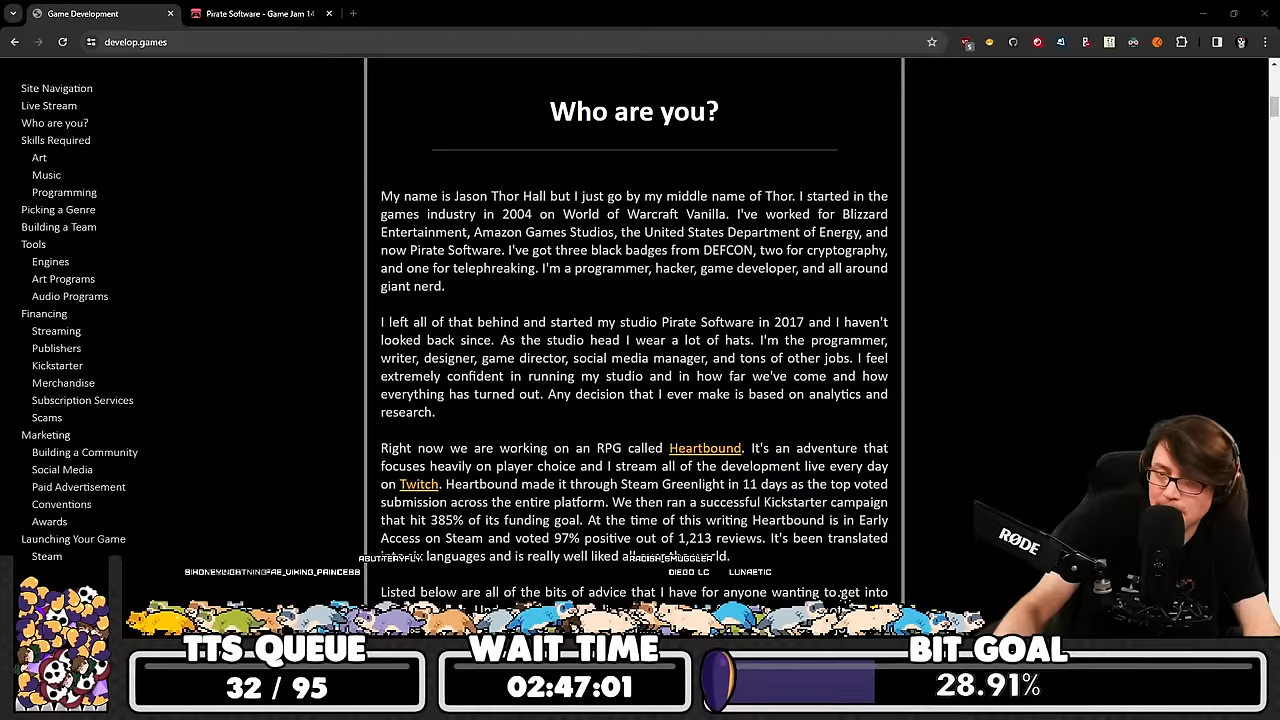 Game Development
Pirate Software - Game Jam 14
develop.games
Site Navigation
Live Stream
Who are you?
Skills Required
Art
Music
Programming
Picking a Genre
Building a Team
Tools
Engines
Art Programs
Audio Programs
Financing
Streaming
Publishers
Kickstarter
Merchandise
Subscription Services
Scams
Marketing
Building a Community
Social Media
Paid Advertisement
Conventions
Awards
Launching Your Game
Steam
Who are you?
My name is Jason Thor Hall but I just go by my middle name of Thor. I started in the
games industry in 2004 on World of Warcraft Vanilla. I've worked for Blizzard
Entertainment, Amazon Games Studios, the United States Department of Energy, and
now Pirate Software. I've got three black badges from DEFCON, two for cryptography,
and one for telephreaking. I'm a programmer, hacker, game developer, and all around
giant nerd.
I left all of that behind and started my studio Pirate Software in 2017 and I haven't
looked back since. As the studio head I wear a lot of hats. I'm the programmer,
writer, designer, game director, social media manager, and tons of other jobs. I feel
extremely confident in running my studio and in how far we've come and how
everything has turned out. Any decision that I ever make is based on analytics and
research.
Right now we are working on an RPG called Heartbound. It's an adventure that
focuses heavily on player choice and I stream all of the development live every day
on Twitch. Heartbound made it through Steam Greenlight in 11 days as the top voted
submission across the entire platform. We then ran a successful Kickstarter campaign
that hit 385% of its funding goal. At the time of this writing Heartbound is in Early
Access on Steam and voted 97% positive out of 1,213 reviews. It's been translated
languages and is really well liked
Listed below are all of the bits of advice that I have for anyone wanting to get into
DIEGO LC LUNAETIC
RØDE
TTS QUEUE
32 / 95
WAIT TIME
02:47:01
BIT GOAL
28.91%